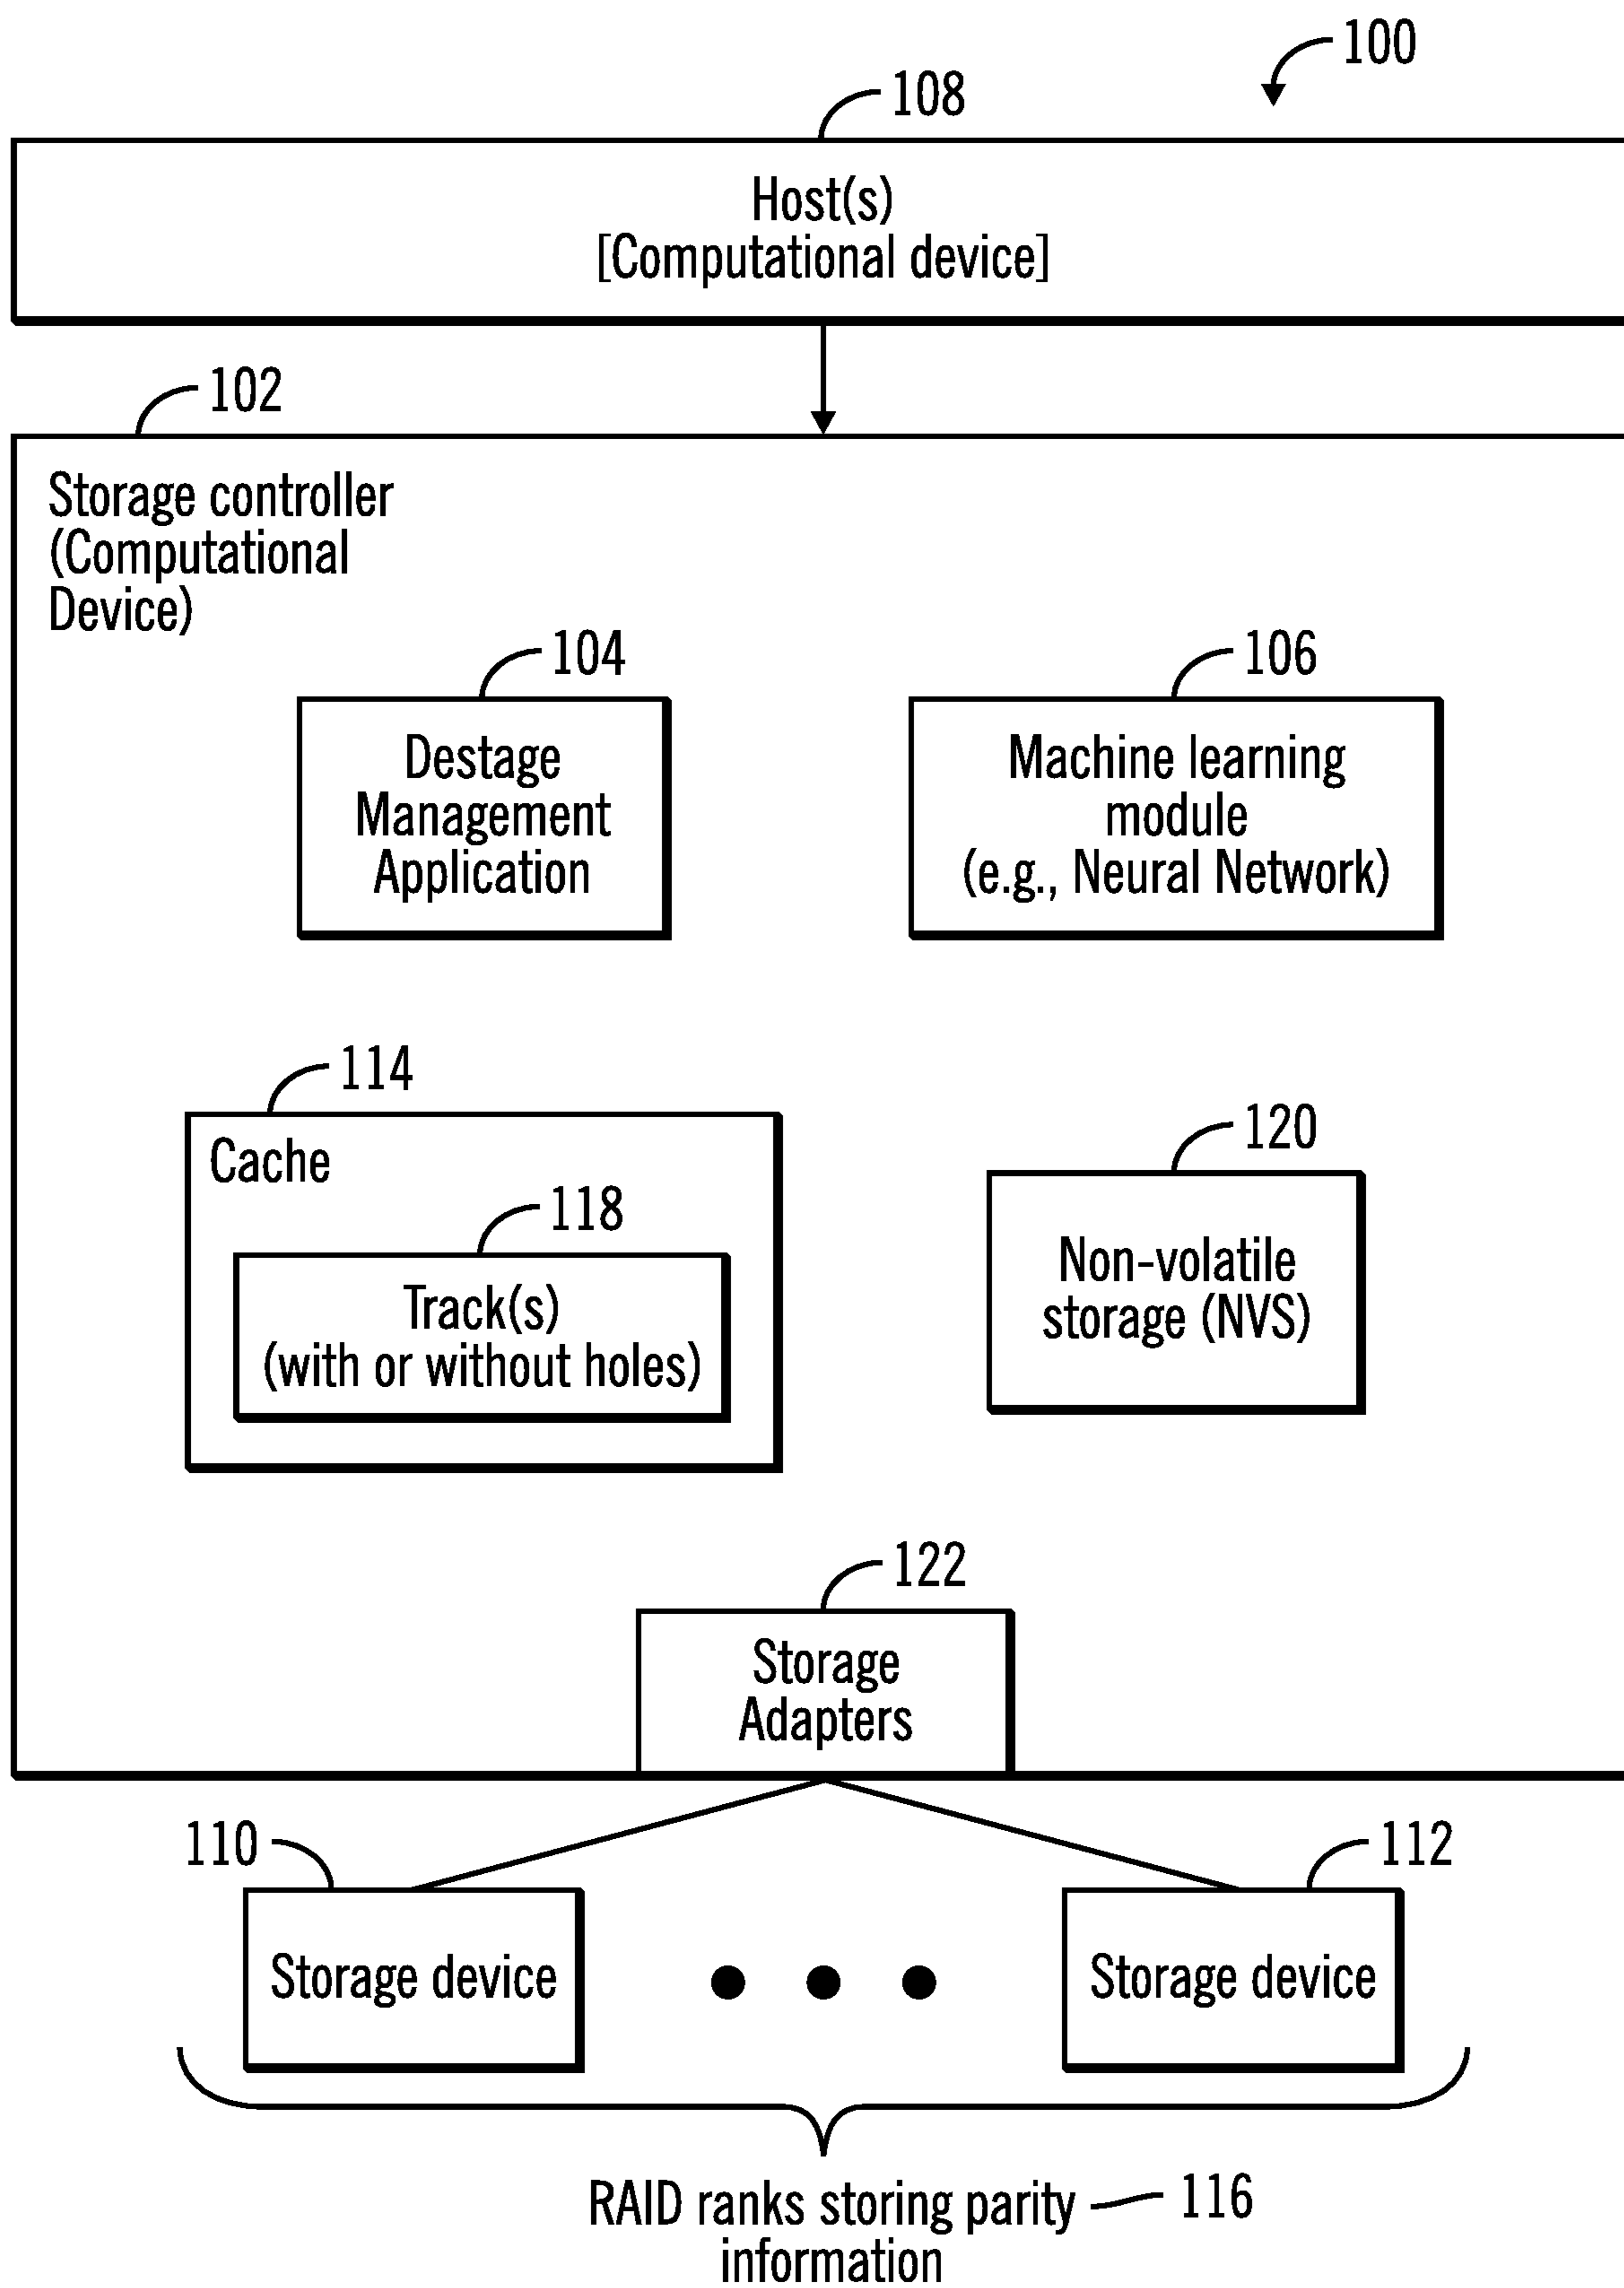 100
108
Host(s)
[Computational device]
102
Storage controller
(Computational
Device)
104
Destage
Management
Application
106
Machine learning
module
(e.g., Neural Network)
114
Cache
118
Track(s)
(with or without holes)
120
Non-volatile
storage (NVS)
122
Storage
Adapters
110
Storage device
112
Storage device
RAID ranks storing parity 116
information